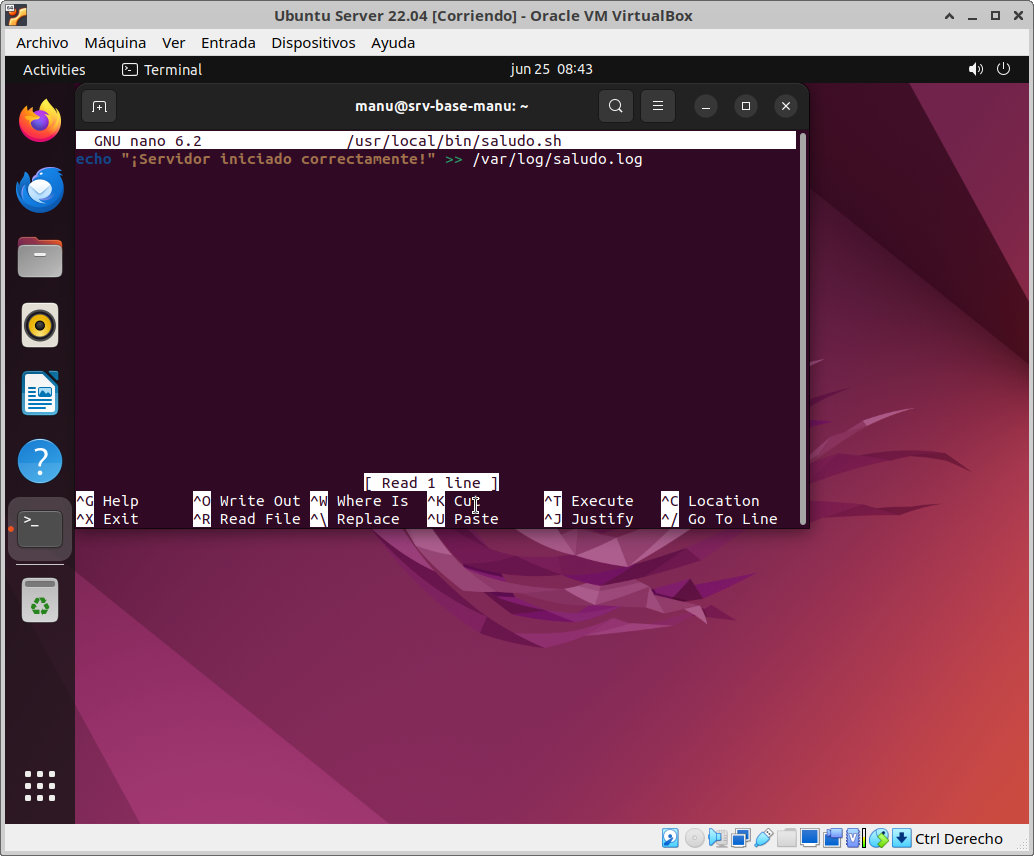 Ubuntu Server 22.04 [Corriendo] - Oracle VM VirtualBox
Archivo Máquina Ver Entrada Dispositivos Ayuda
Activities Terminal jun 25 08:43
manu@srv-base-manu: ~
GNU nano 6.2 /usr/local/bin/saludo.sh
echo "¡Servidor iniciado correctamente!" >> /var/log/saludo.log
[ Read 1 line ]
^G Help ^O Write Out ^W Where Is ^K Cut ^T Execute ^C Location
^X Exit ^R Read File ^\ Replace ^U Paste ^J Justify ^/ Go To Line
Ctrl Derecho